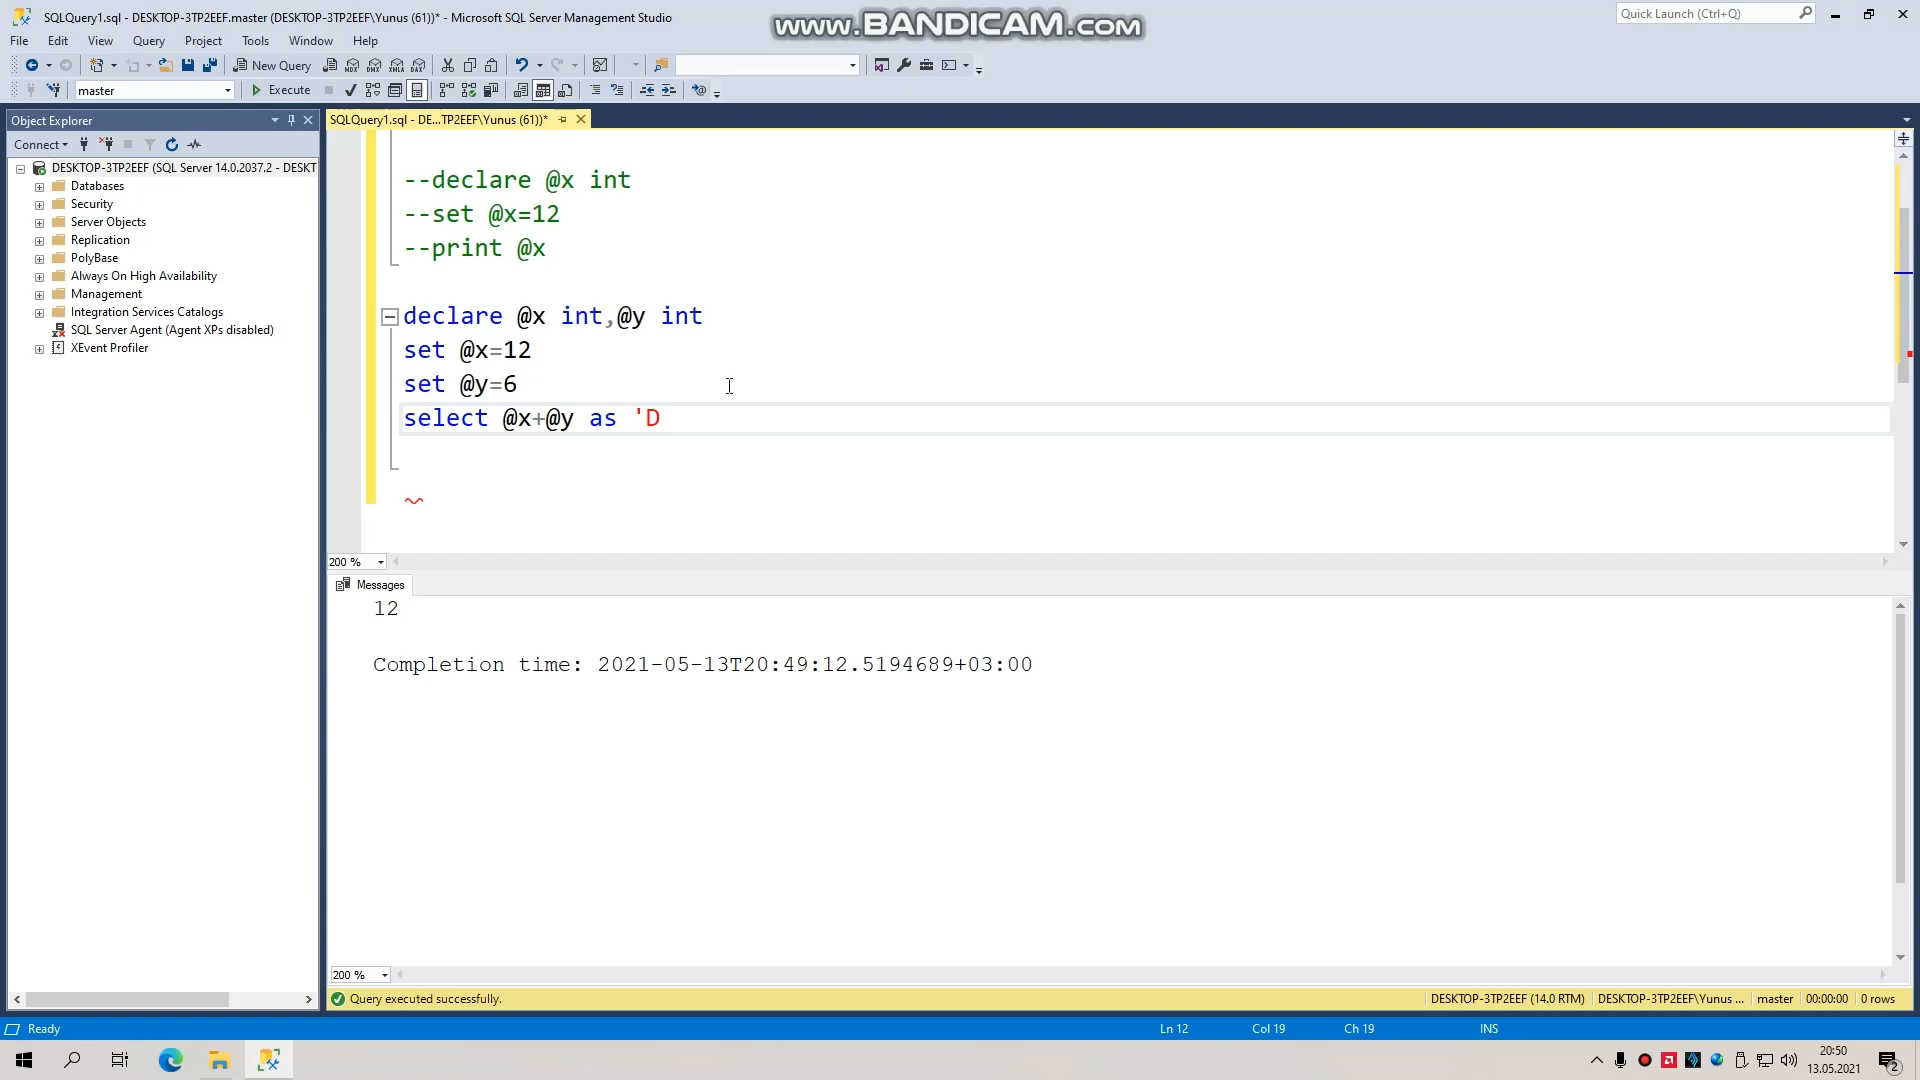 SQLQuery1.sql - DESKTOP-3TP2EEF.master (DESKTOP-3TP2EEF\Yunus (61))* - Microsoft SQL Server Management Studio
www.BANDICAM.com
Quick Launch (Ctrl+Q)
File Edit View Query Project Tools Window Help
New Query
master
Execute
Object Explorer
SQLQuery1.sql - DE...TP2EEF\Yunus (61))*
Connect
DESKTOP-3TP2EEF (SQL Server 14.0.2037.2 - DESKT
Databases
Security
Server Objects
Replication
PolyBase
Always On High Availability
Management
Integration Services Catalogs
SQL Server Agent (Agent XPs disabled)
XEvent Profiler
--declare @x int
--set @x=12
--print @x
declare @x int,@y int
set @x=12
set @y=6
select @x+@y as 'D
200 %
Messages
12
Completion time: 2021-05-13T20:49:12.5194689+03:00
200 %
Query executed successfully.
DESKTOP-3TP2EEF (14.0 RTM)
DESKTOP-3TP2EEF\Yunus ...
master
00:00:00
0 rows
Ready
Ln 12
Col 19
Ch 19
INS
20:50
13.05.2021
2